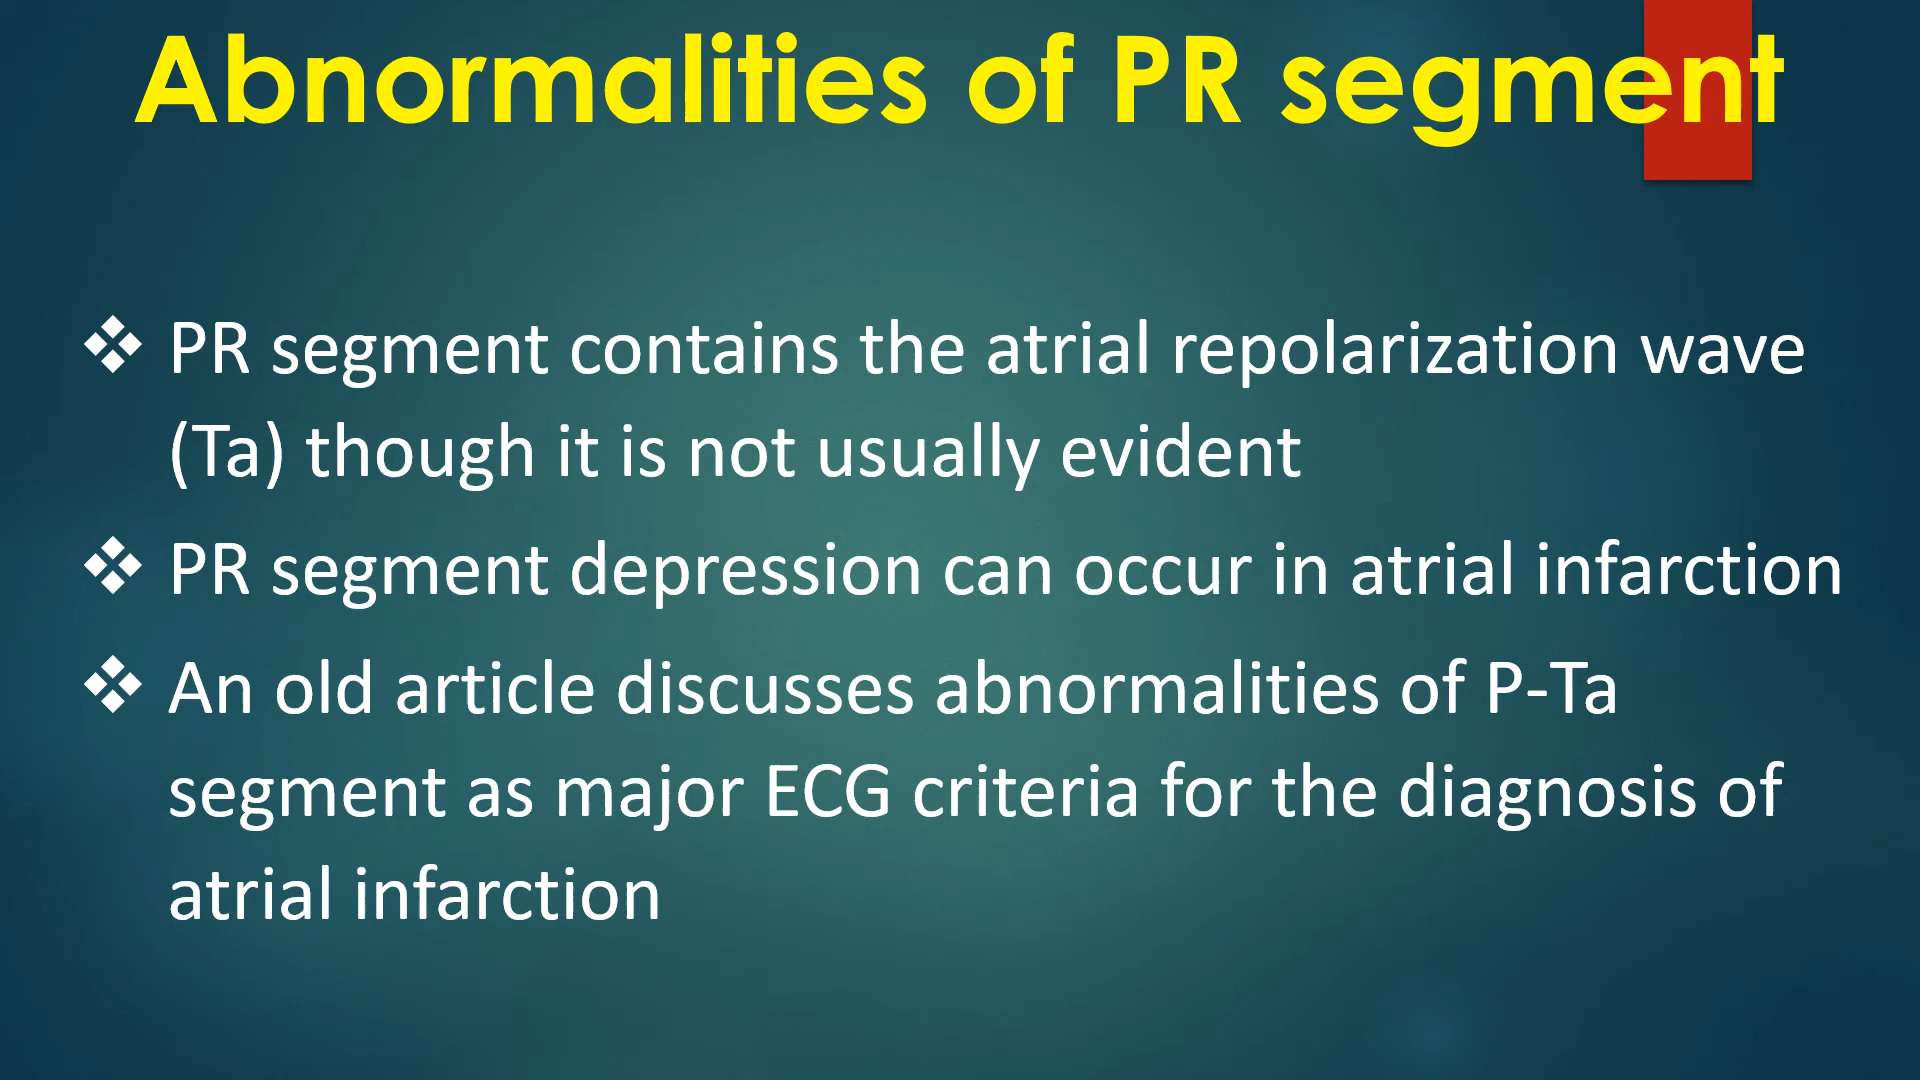 Abnormalities of PR segment
❖ PR segment contains the atrial repolarization wave
(Ta) though it is not usually evident
❖ PR segment depression can occur in atrial infarction
❖ An old article discusses abnormalities of P-Ta
segment as major ECG criteria for the diagnosis of
atrial infarction